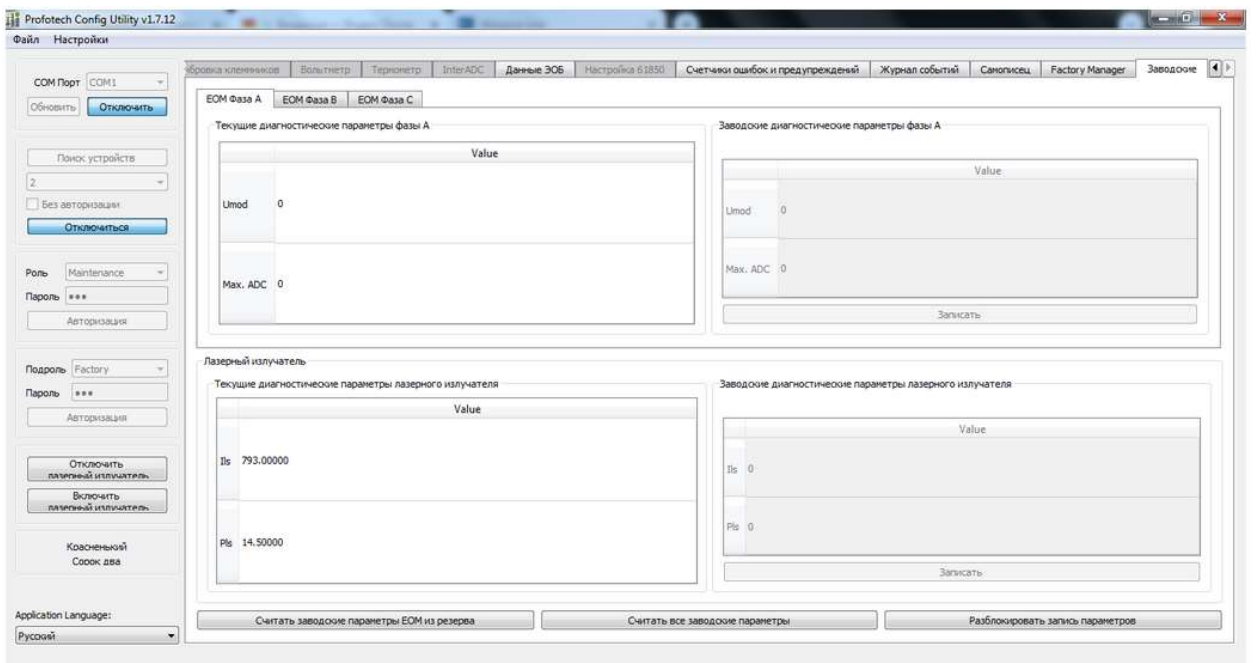 Profotech Config Utility v1.7.12
Файл Настройки
COM Порт COM1
Обновить Отключить
Поиск устройств
2
Без авторизации
Отключиться
Роль Maintenance
Пароль ●●●
Авторизация
Подроль Factory
Пароль ●●●
Авторизация
Отключить
лазерный излучатель
Включить
лазерный излучатель
Красненький
Сорок два
Application Language:
Русский
клеммников Вольтметр Термометр InterADC Данные ЭОБ Настройка 61850 Счетчики ошибок и предупреждений Журнал событий Самописец Factory Manager Заводские
EOM Фаза A EOM Фаза B EOM Фаза C
Текущие диагностические параметры фазы A
Value
Umod 0
Max. ADC 0
Заводские диагностические параметры фазы A
Value
Umod 0
Max. ADC 0
Записать
Лазерный излучатель
Текущие диагностические параметры лазерного излучателя
Value
Ils 793.00000
Pls 14.50000
Заводские диагностические параметры лазерного излучателя
Value
Ils 0
Pls 0
Записать
Считать заводские параметры EOM из резерва Считать все заводские параметры Разблокировать запись параметров